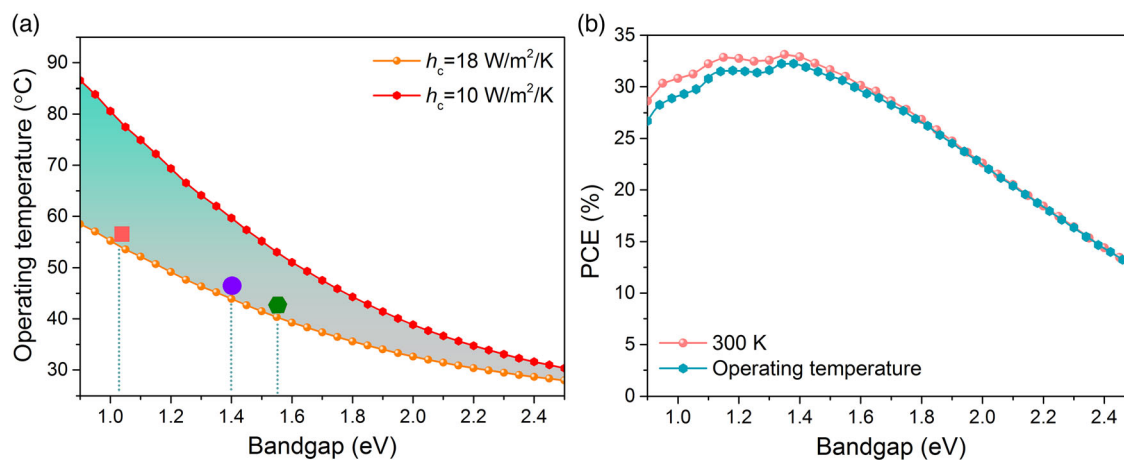 (a)
90
80
70
60
50
40
30
Operating temperature (°C)
h_c=18 W/m²/K
h_c=10 W/m²/K
1.0 1.2 1.4 1.6 1.8 2.0 2.2 2.4
Bandgap (eV)
(b)
35
30
25
20
15
10
5
0
PCE (%)
300 K
Operating temperature
1.0 1.2 1.4 1.6 1.8 2.0 2.2 2.4
Bandgap (eV)